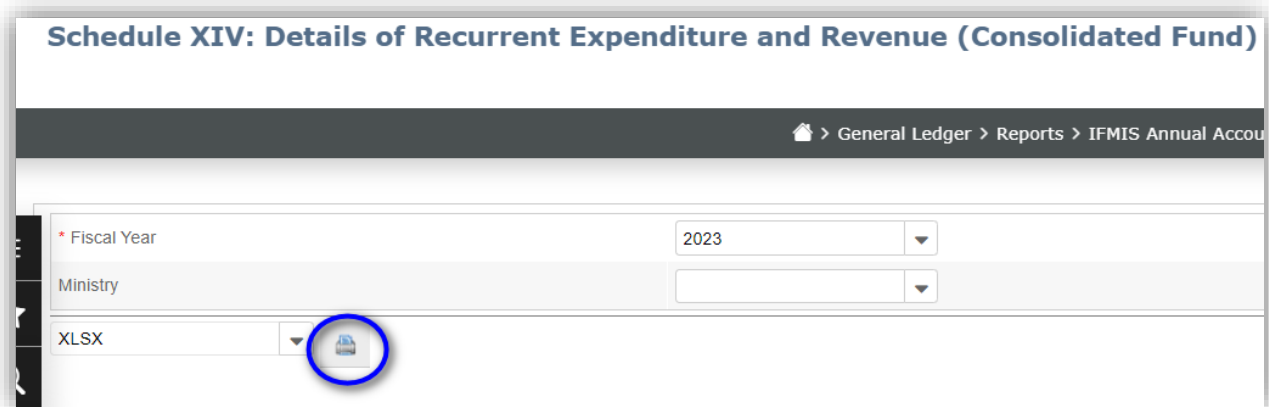 Schedule XIV: Details of Recurrent Expenditure and Revenue (Consolidated Fund)
> General Ledger > Reports > IFMIS Annual Accou
* Fiscal Year 2023
Ministry
XLSX